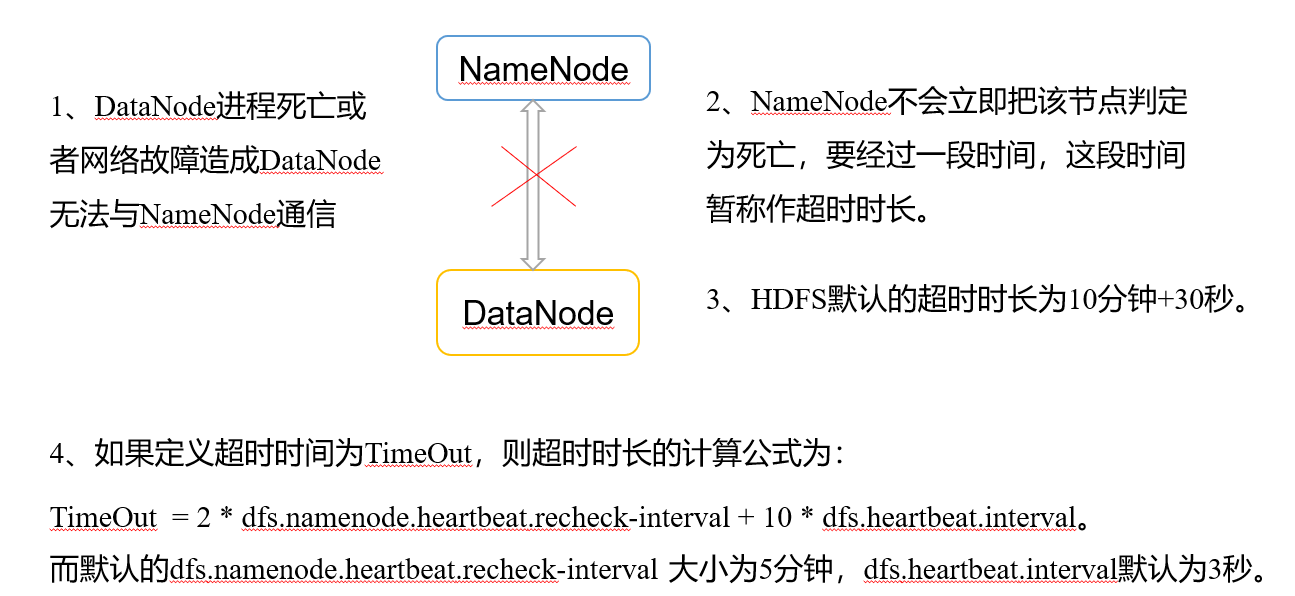 NameNode
1、DataNode进程死亡或
者网络故障造成DataNode
无法与NameNode通信
2、NameNode不会立即把该节点判定
为死亡，要经过一段时间，这段时间
暂称作超时时长。
DataNode
3、HDFS默认的超时时长为10分钟+30秒。
4、如果定义超时时间为TimeOut，则超时时长的计算公式为：
TimeOut = 2 * dfs.namenode.heartbeat.recheck-interval + 10 * dfs.heartbeat.interval。
而默认的dfs.namenode.heartbeat.recheck-interval 大小为5分钟，dfs.heartbeat.interval默认为3秒。